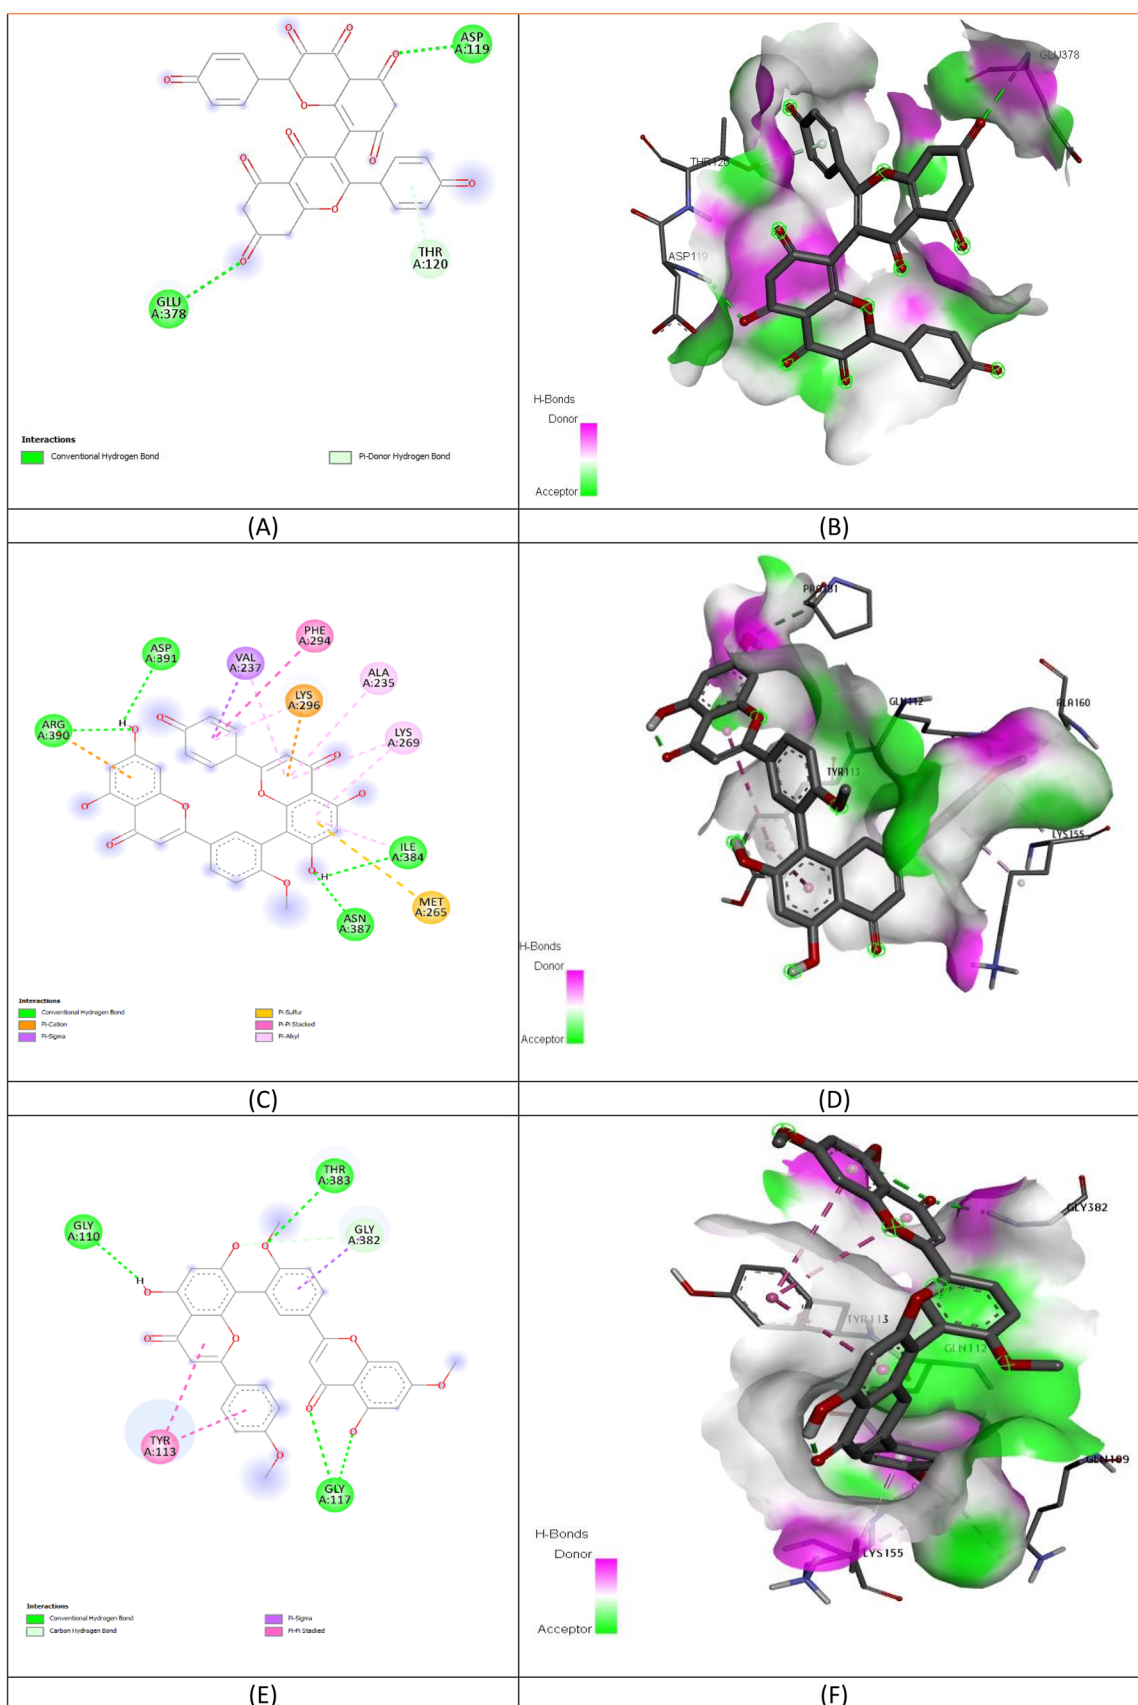 ASP
A:119
THR
A:120
GLU
A:378
Interactions
Conventional Hydrogen Bond
Pi-Donor Hydrogen Bond
GLU378
THR120
ASP119
H-Bonds
Donor
Acceptor
(A)
(B)
PHE
A:294
ASP
A:391
VAL
A:237
ALA
A:235
LYS
A:296
ARG
A:390
LYS
A:269
H
ILE
A:384
H
MET
A:265
ASN
A:387
Interactions
Conventional Hydrogen Bond
Pi-Cation
Pi-Sigma
Pi-Sulfur
Pi-Pi Stacked
Pi-Alkyl
GLN112
ALA160
TYR113
LYS155
H-Bonds
Donor
Acceptor
(C)
(D)
THR
A:383
GLY
A:110
GLY
A:382
H
TYR
A:113
GLY
A:117
Interactions
Conventional Hydrogen Bond
Carbon Hydrogen Bond
Pi-Sigma
Pi-Pi Stacked
GLY382
TYR113
GLN112
LYS155
H-Bonds
Donor
Acceptor
(E)
(F)